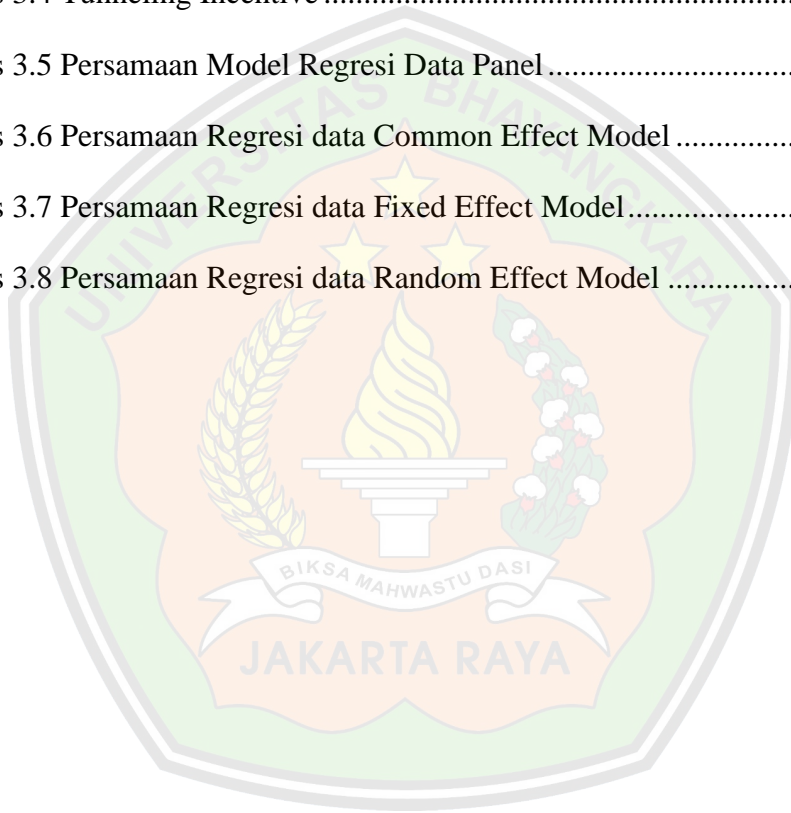 s 3.4 Tunneling Incentive
s 3.5 Persamaan Model Regresi Data Panel
s 3.6 Persamaan Regresi data Common Effect Model
s 3.7 Persamaan Regresi data Fixed Effect Model
s 3.8 Persamaan Regresi data Random Effect Model
UNIVERSITAS BHAYANGKARA
BIKSA MAHWASTU DASI
JAKARTA RAYA